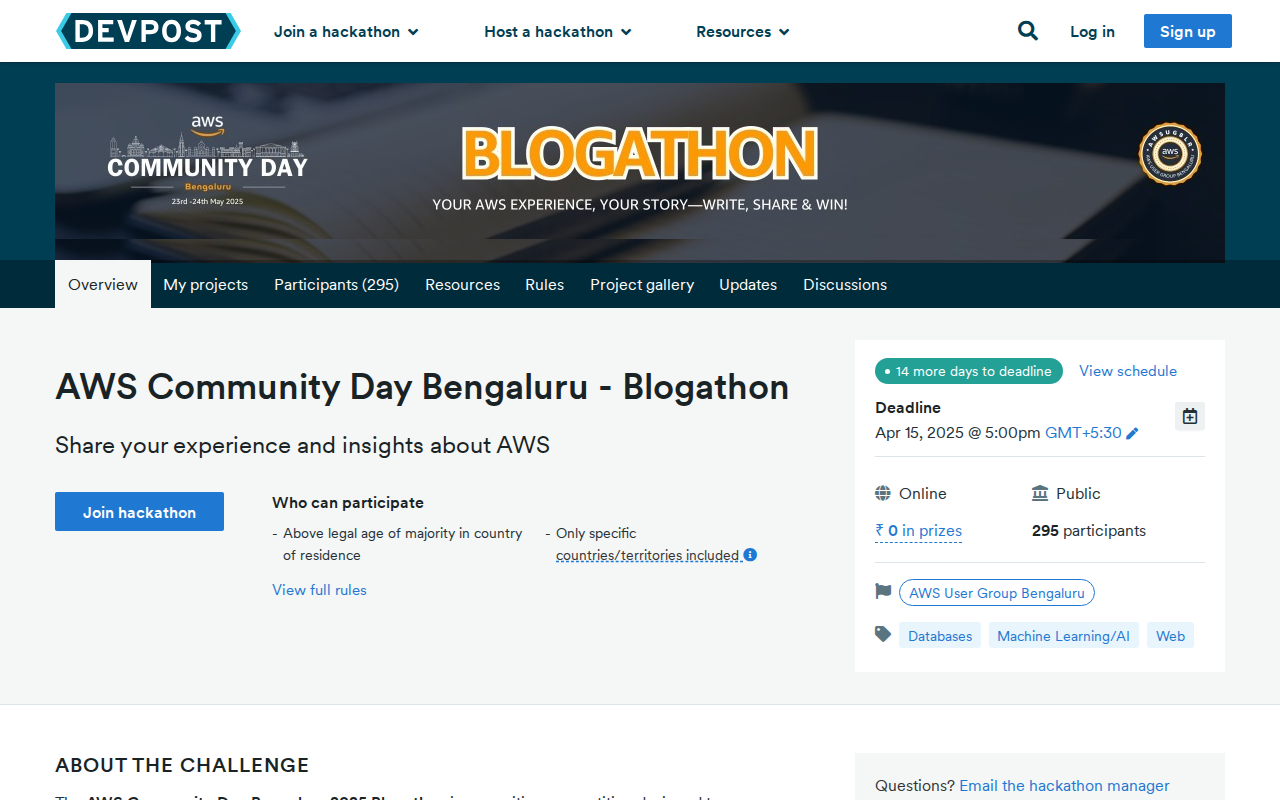 DEVPOST
Join a hackathon
Host a hackathon
Resources
Log in
Sign up
aws
COMMUNITY DAY
Bengaluru
23rd -24th May 2025
BLOGATHON
YOUR AWS EXPERIENCE, YOUR STORY—WRITE, SHARE & WIN!
AWSUGBLR
aws
AWS USER GROUP BENGALURU
Overview
My projects
Participants (295)
Resources
Rules
Project gallery
Updates
Discussions
AWS Community Day Bengaluru - Blogathon
Share your experience and insights about AWS
Join hackathon
Who can participate
- Above legal age of majority in country
of residence
- Only specific
countries/territories included
View full rules
14 more days to deadline
View schedule
Deadline
Apr 15, 2025 @ 5:00pm GMT+5:30
Online
Public
₹ 0 in prizes
295 participants
AWS User Group Bengaluru
Databases
Machine Learning/AI
Web
ABOUT THE CHALLENGE
Questions? Email the hackathon manager